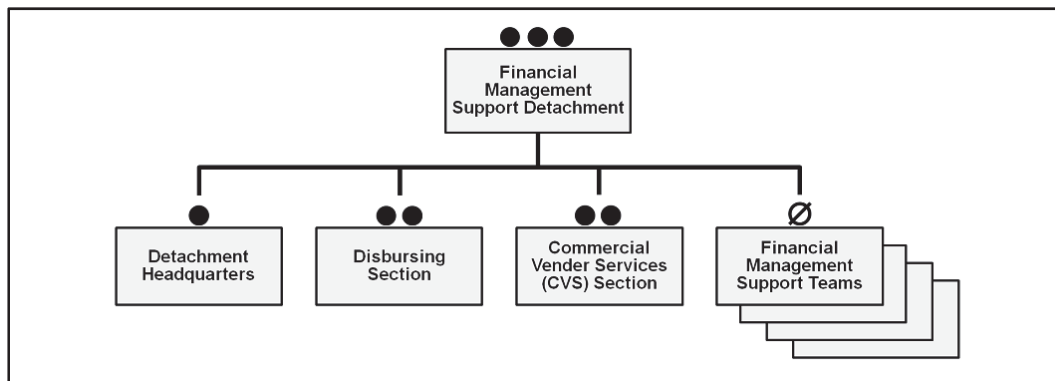 Financial
Management
Support Detachment
Detachment
Headquarters
Disbursing
Section
Commercial
Vender Services
(CVS) Section
Financial
Management
Support Teams